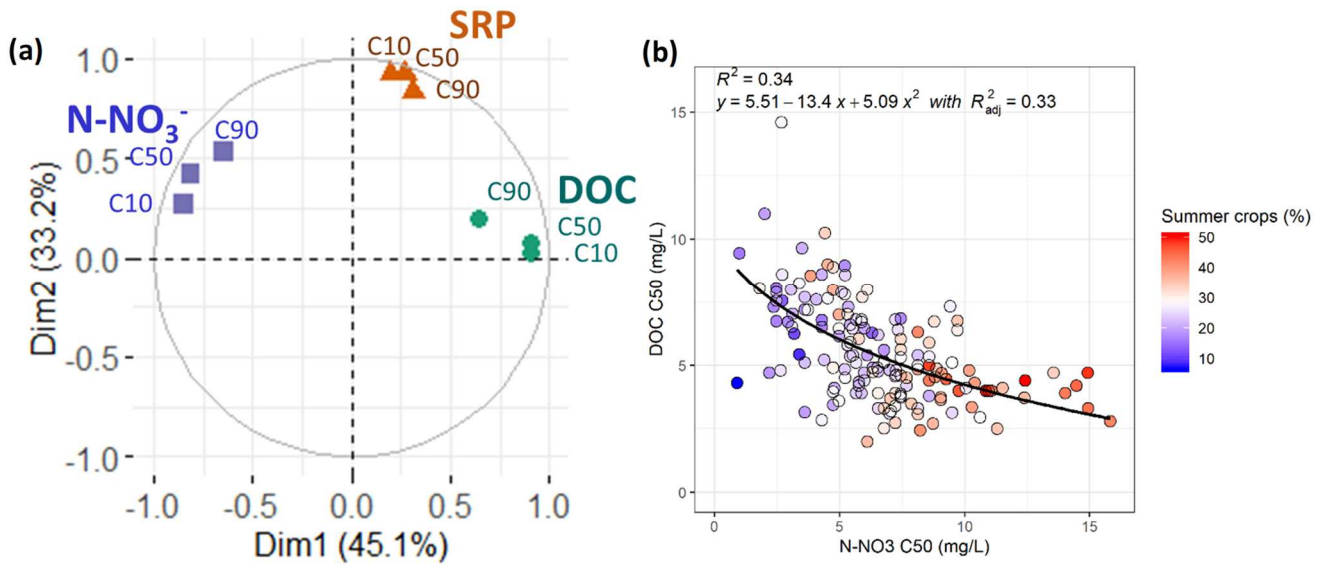 (a)
SRP
C10 C50
C90
N-NO3-
C90
C50
C10
DOC
C90
C50
C10
1.0
0.5
0.0
-0.5
-1.0
Dim2 (33.2%)
-1.0 -0.5 0.0 0.5 1.0
Dim1 (45.1%)
(b)
R² = 0.34
y = 5.51 − 13.4 x + 5.09 x² with R²adj = 0.33
15
10
5
0
DOC C50 (mg/L)
0 5 10 15
N-NO3 C50 (mg/L)
Summer crops (%)
50
40
30
20
10